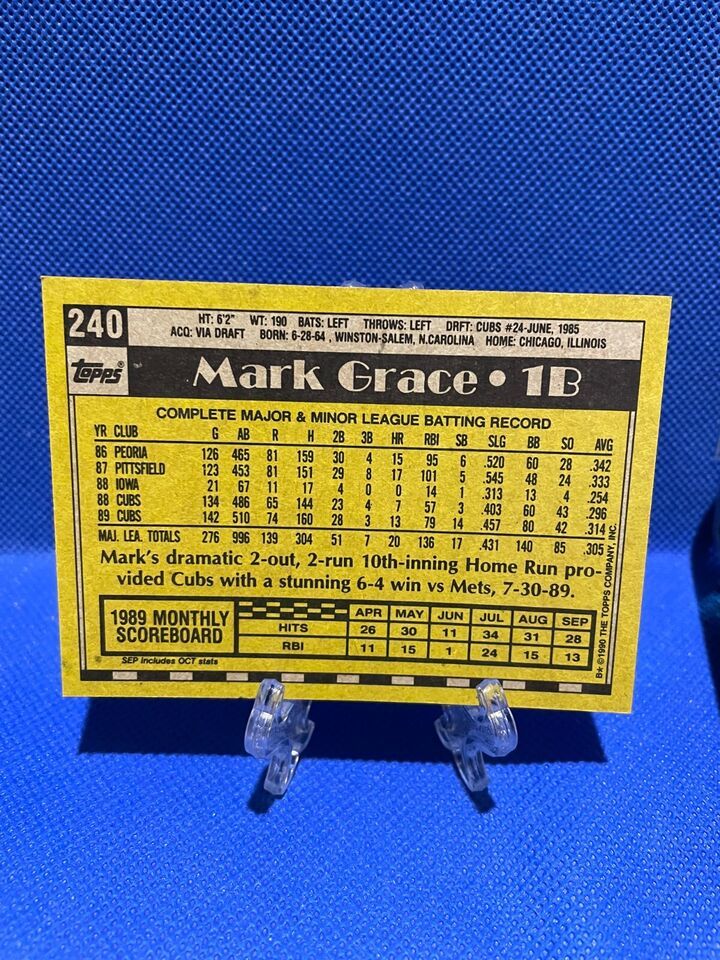 240
HT: 6'2" WT: 190 BATS: LEFT THROWS: LEFT DRFT: CUBS #24-JUNE, 1985
ACQ: VIA DRAFT BORN: 6-28-64 , WINSTON-SALEM, N.CAROLINA HOME: CHICAGO, ILLINOIS
Topps®
Mark Grace • 1B
COMPLETE MAJOR & MINOR LEAGUE BATTING RECORD
YR CLUB G AB R H 2B 3B HR RBI SB SLG BB SO AVG
86 PEORIA 126 465 81 159 30 4 15 95 6 .520 60 28 .342
87 PITTSFIELD 123 453 81 151 29 8 17 101 5 .545 48 24 .333
88 IOWA 21 67 11 17 4 0 0 14 1 .313 13 4 .254
88 CUBS 134 486 65 144 23 4 7 57 3 .403 60 43 .296
89 CUBS 142 510 74 160 28 3 13 79 14 .457 80 42 .314
MAJ. LEA. TOTALS 276 996 139 304 51 7 20 136 17 .431 140 85 .305
Mark's dramatic 2-out, 2-run 10th-inning Home Run pro-
vided Cubs with a stunning 6-4 win vs Mets, 7-30-89.
1989 MONTHLY
SCOREBOARD
APR MAY JUN JUL AUG SEP
HITS 26 30 11 34 31 28
RBI 11 15 1 24 15 13
SEP includes OCT stats
B* ©1990 THE TOPPS COMPANY, INC.